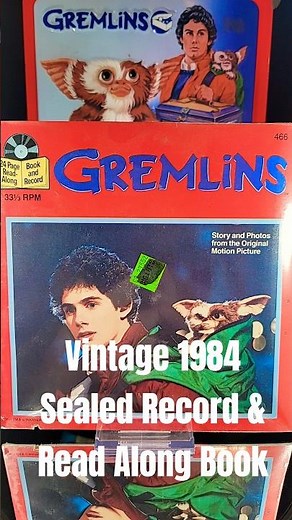 GREMLINS
466
24 Page
Read-
Along
Book
and
Record
33⅓ RPM
GREMLINS
Story and Photos
from the Original
Motion Picture
Vintage 1984
Sealed Record &
Read Along Book